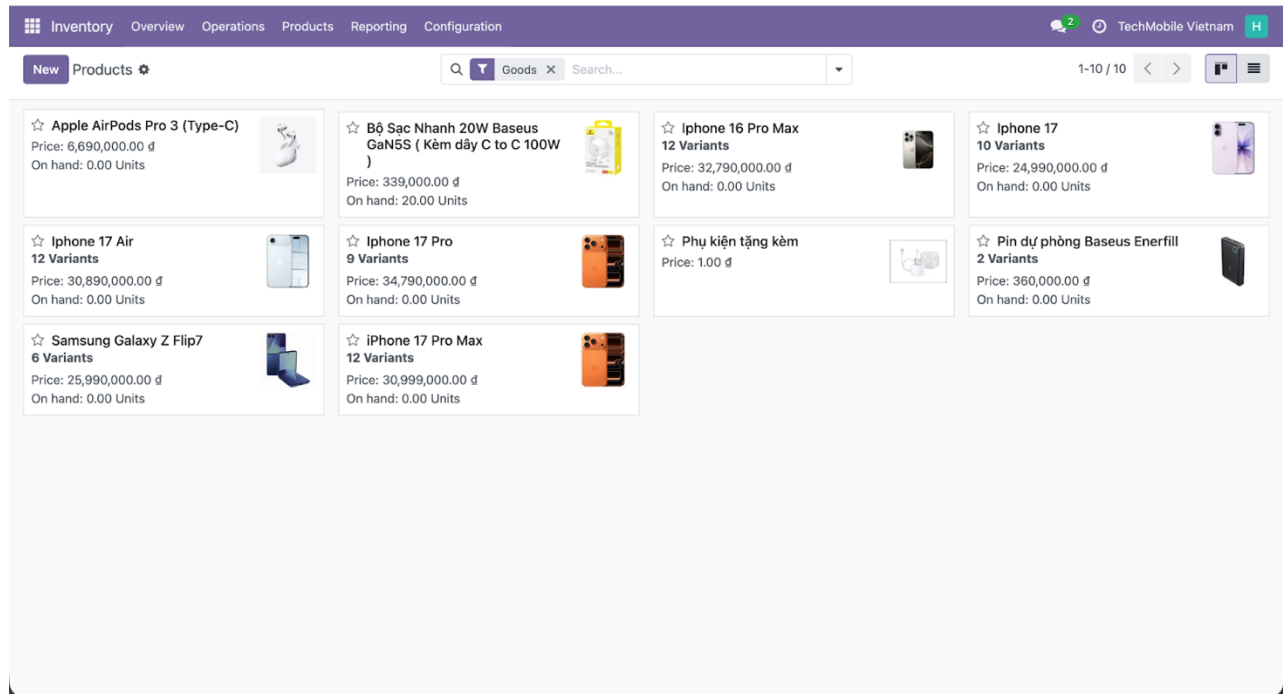 Inventory Overview Operations Products Reporting Configuration 2 TechMobile Vietnam H
New Products Goods Search... 1-10 / 10
Apple AirPods Pro 3 (Type-C)
Price: 6,690,000.00 ₫
On hand: 0.00 Units
Bộ Sạc Nhanh 20W Baseus
GaN5S ( Kèm dây C to C 100W
)
Price: 339,000.00 ₫
On hand: 20.00 Units
Iphone 16 Pro Max
12 Variants
Price: 32,790,000.00 ₫
On hand: 0.00 Units
Iphone 17
10 Variants
Price: 24,990,000.00 ₫
On hand: 0.00 Units
Iphone 17 Air
12 Variants
Price: 30,890,000.00 ₫
On hand: 0.00 Units
Iphone 17 Pro
9 Variants
Price: 34,790,000.00 ₫
On hand: 0.00 Units
Phụ kiện tặng kèm
Price: 1.00 ₫
Pin dự phòng Baseus Enerfill
2 Variants
Price: 360,000.00 ₫
On hand: 0.00 Units
Samsung Galaxy Z Flip7
6 Variants
Price: 25,990,000.00 ₫
On hand: 0.00 Units
iPhone 17 Pro Max
12 Variants
Price: 30,999,000.00 ₫
On hand: 0.00 Units